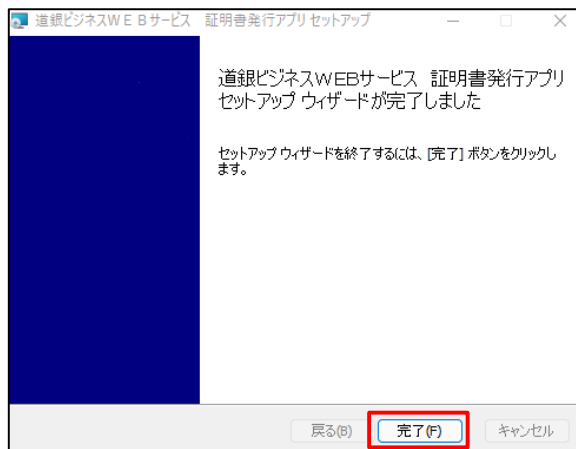 道銀ビジネスＷＥＢサービス　証明書発行アプリ セットアップ
道銀ビジネスＷＥＢサービス　証明書発行アプリ
セットアップ ウィザードが完了しました
セットアップ ウィザードを終了するには、[完了] ボタンをクリックし
ます。
戻る(B)
完了(F)
キャンセル